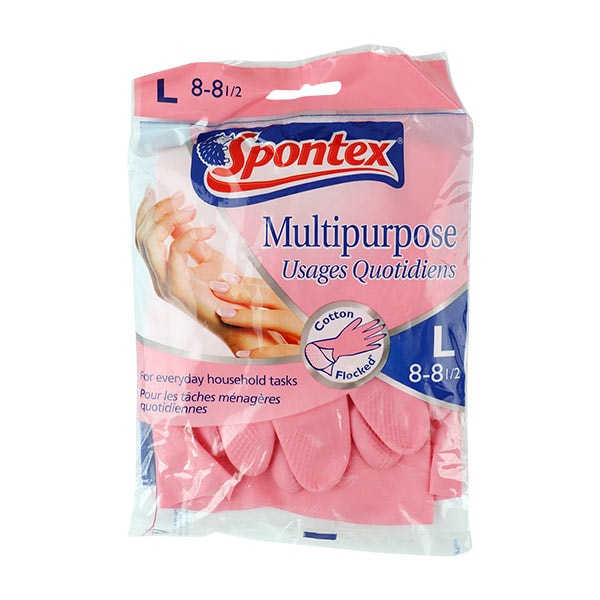 L 8-8 1/2
Spontex®
Multipurpose
Usages Quotidiens
Cotton
Flocked
L
8-8 1/2
For everyday household tasks
Pour les tâches ménagères
quotidiennes